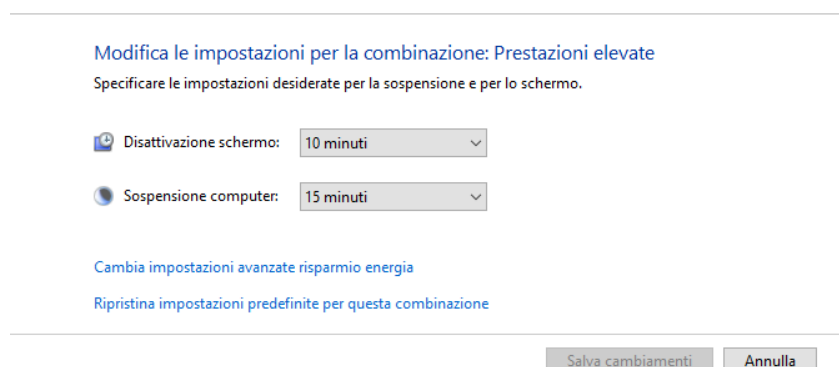 Modifica le impostazioni per la combinazione: Prestazioni elevate
Specificare le impostazioni desiderate per la sospensione e per lo schermo.
Disattivazione schermo: 10 minuti
Sospensione computer: 15 minuti
Cambia impostazioni avanzate risparmio energia
Ripristina impostazioni predefinite per questa combinazione
Salva cambiamenti Annulla